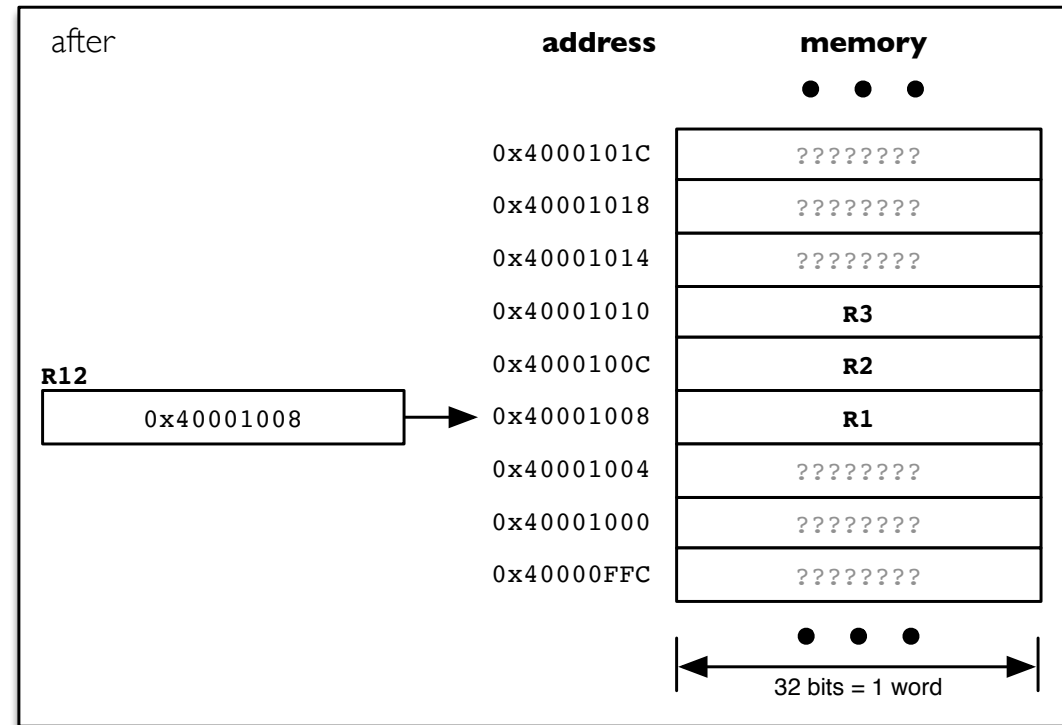 after address memory
• • •
0x4000101C ????????
0x40001018 ????????
0x40001014 ????????
0x40001010 R3
0x4000100C R2
R12
0x40001008 0x40001008 R1
0x40001004 ????????
0x40001000 ????????
0x40000FFC ????????
• • •
32 bits = 1 word